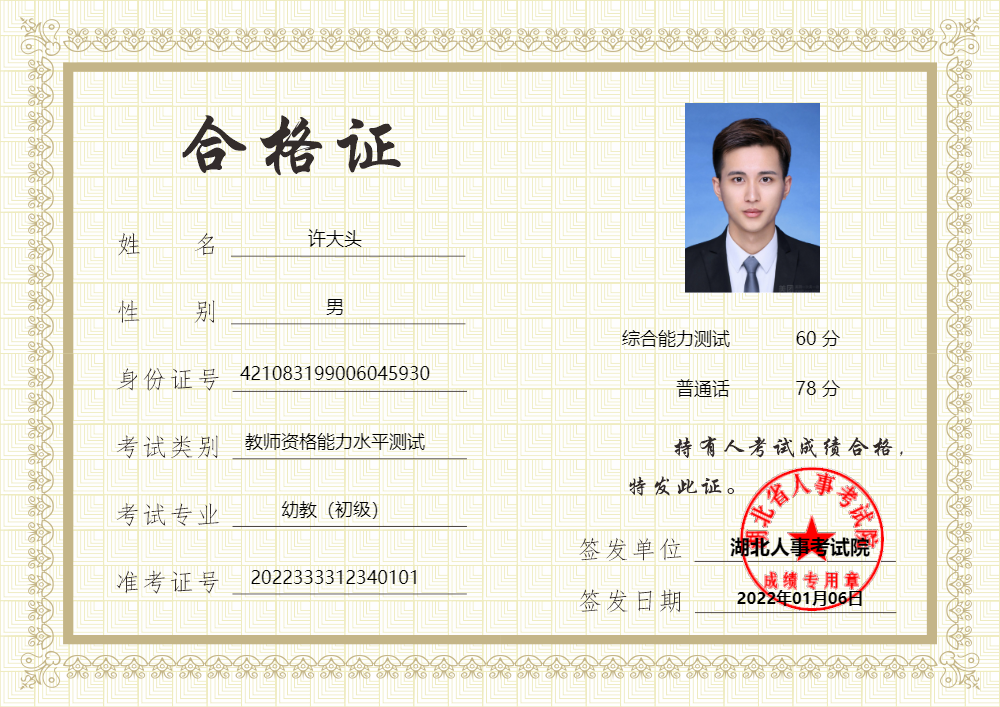 合格证
姓名 许大头
性别 男
身份证号 421083199006045930
考试类别 教师资格能力水平测试
考试专业 幼教（初级）
准考证号 2022333312340101
综合能力测试 60 分
普通话 78 分
持有人考试成绩合格，
特发此证。
签发单位 湖北人事考试院
签发日期 2022年01月06日
湖北省人事考试院
成绩专用章